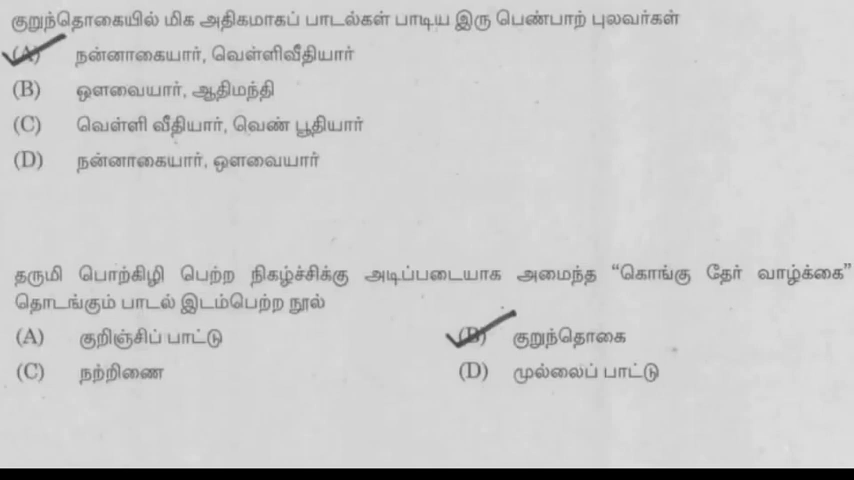 குறுந்தொகையில் மிக அதிகமாகப் பாடல்கள் பாடிய இரு பெண்பாற் புலவர்கள்
(A) நன்னாகையார், வெள்ளிவீதியார்
(B) ஔவையார், ஆதிமந்தி
(C) வெள்ளி வீதியார், வெண் பூதியார்
(D) நன்னாகையார், ஔவையார்
தருமி பொற்கிழி பெற்ற நிகழ்ச்சிக்கு அடிப்படையாக அமைந்த “கொங்கு தேர் வாழ்க்கை”
தொடங்கும் பாடல் இடம்பெற்ற நூல்
(A) குறிஞ்சிப் பாட்டு (B) குறுந்தொகை
(C) நற்றிணை (D) முல்லைப் பாட்டு